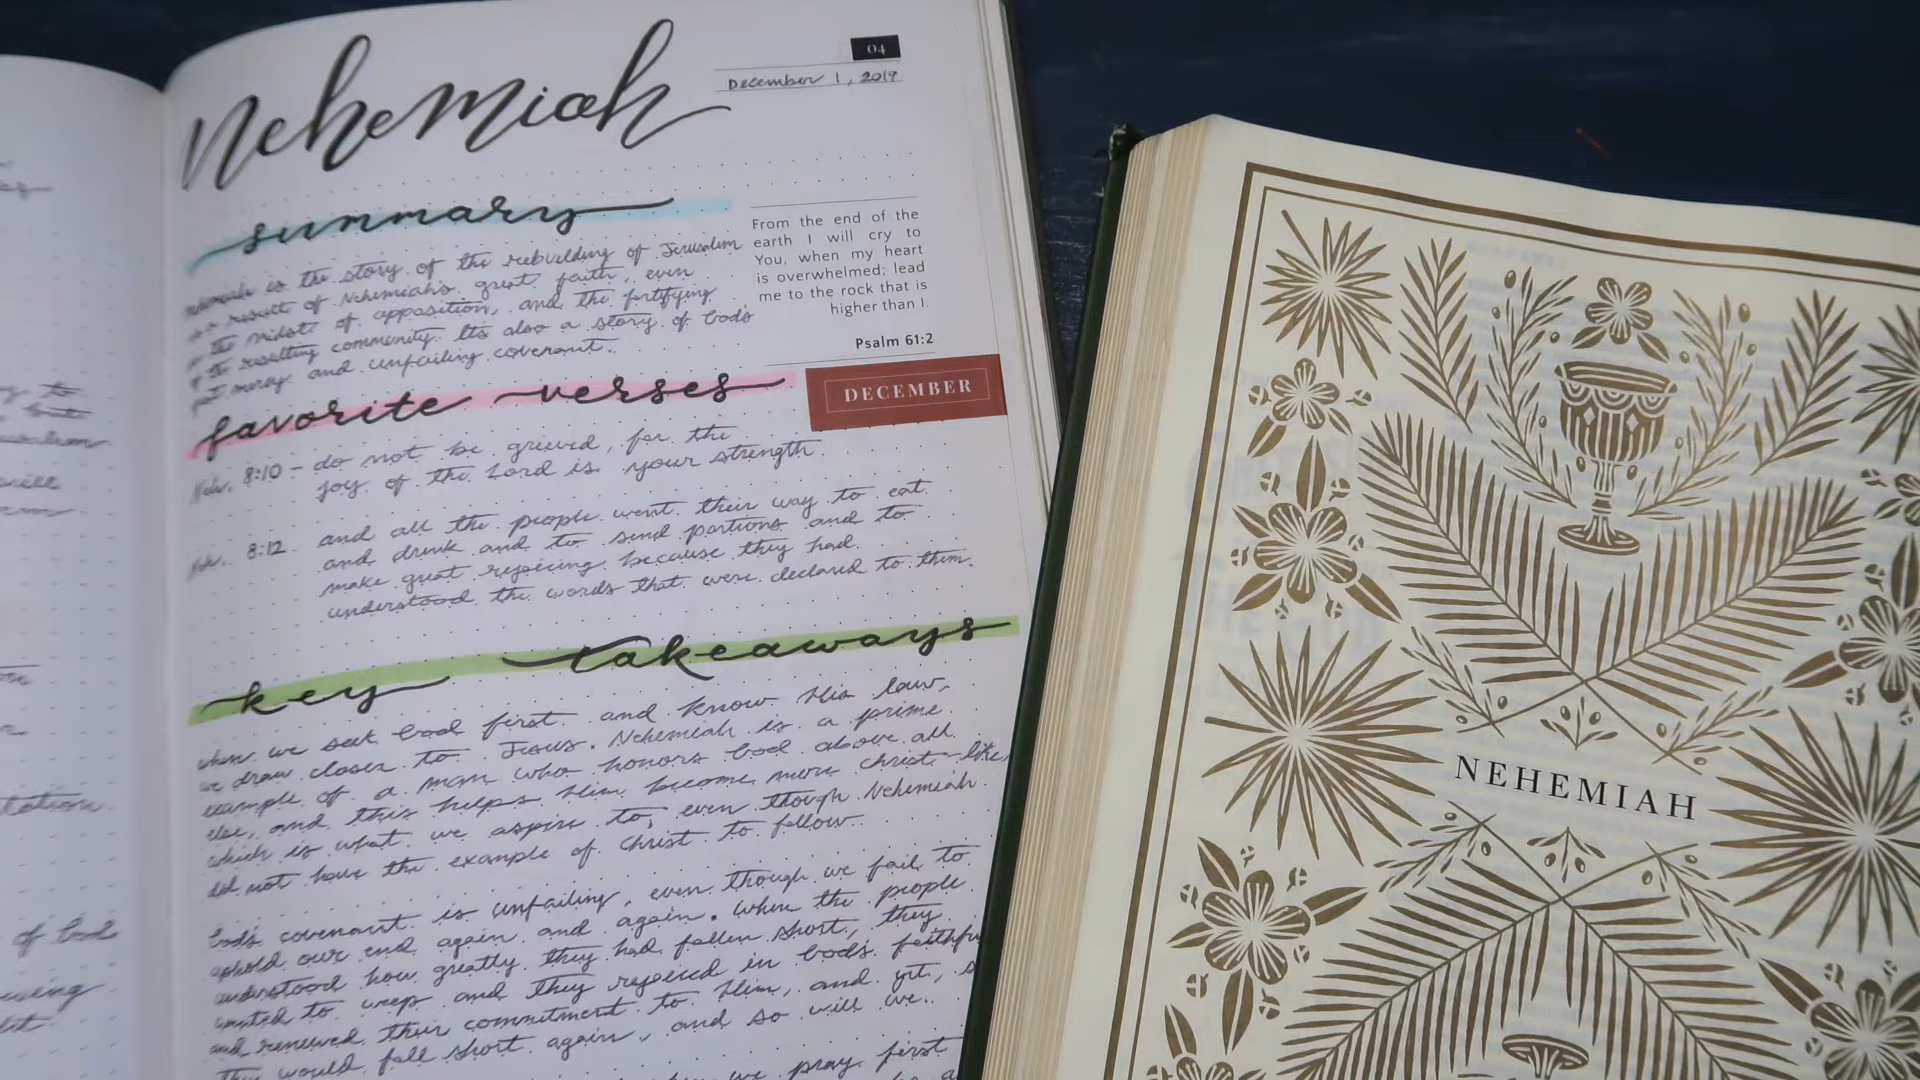 Nehemiah
04
December 1, 2019
summary
Nehemiah is the story of the rebuilding of Jerusalem
as a result of Nehemiah's great faith, even
in the midst of opposition, and the fortifying
of the resulting community. Its also a story of God's
great mercy and unfailing covenant.
From the end of the
earth I will cry to
You, when my heart
is overwhelmed; lead
me to the rock that is
higher than I.
Psalm 61:2
DECEMBER
favorite verses
Neh. 8:10 - do not be grieved, for the
joy of the Lord is your strength
Neh. 8:12 and all the people went their way to eat
and drink and to send portions and to
make great rejoicing because they had
understood the words that were declared to them.
key takeaways
when we seek God first and know His law,
we draw closer to Jesus. Nehemiah is a prime
example of a man who honors God above all
else, and this helps Him become more Christ-like,
which is what we aspire to, even though Nehemiah
did not have the example of Christ to follow.
God's covenant is unfailing, even though we fail to
uphold our end again and again. When the people
understood how greatly they had fallen short, they
wanted to weep and they rejoiced in God's
and renewed their commitment to Him, and yet,
they would fall short again, and so will we.
we pray first
of God
NEHEMIAH